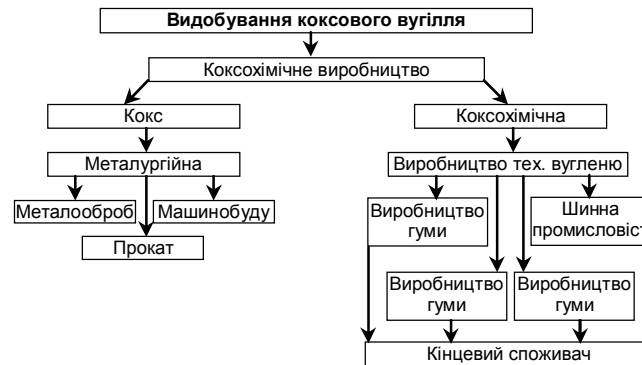 Видобування коксового вугілля
Коксохімічне виробництво
Кокс
Коксохімічна
Металургійна
Виробництво тех. вугленю
Металооброб
Машинобуду
Прокат
Виробництво
гуми
Шинна
промисловіст
Виробництво
гуми
Виробництво
гуми
Кінцевий споживач